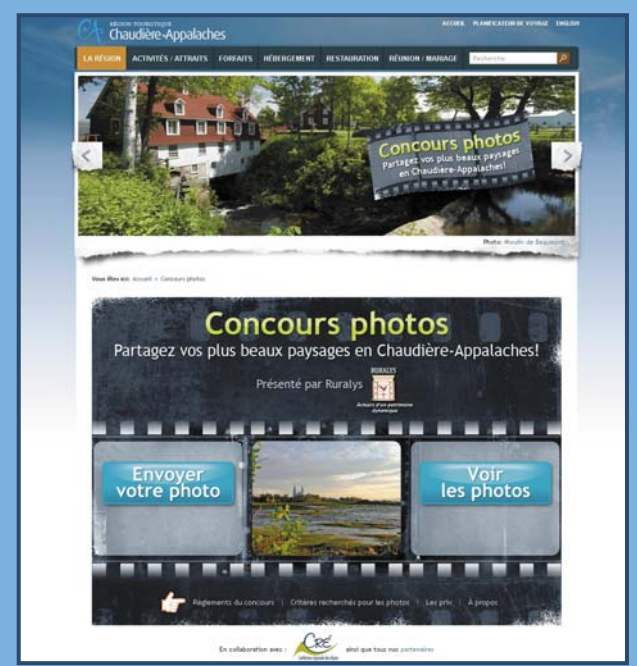 RÉGION TOURISTIQUE
Chaudière-Appalaches
ACCUEIL PLANIFICATEUR DE VOYAGE ENGLISH
LA RÉGION ACTIVITÉS / ATTRAITS FORFAITS HÉBERGEMENT RESTAURATION RÉUNION / MARIAGE Recherche
Concours photos
Partagez vos plus beaux paysages
en Chaudière-Appalaches!
Photo: Moulin de Beaumont
Vous êtes ici: Accueil > Concours photos
Concours photos
Partagez vos plus beaux paysages en Chaudière-Appalaches!
Présenté par Ruralys
RURALYS
Acteurs d'un patrimoine
dynamique
Envoyer
votre photo
Voir
les photos
Règlements du concours | Critères recherchés pour les photos | Les prix | À propos
En collaboration avec : CRÉ ainsi que tous nos partenaires